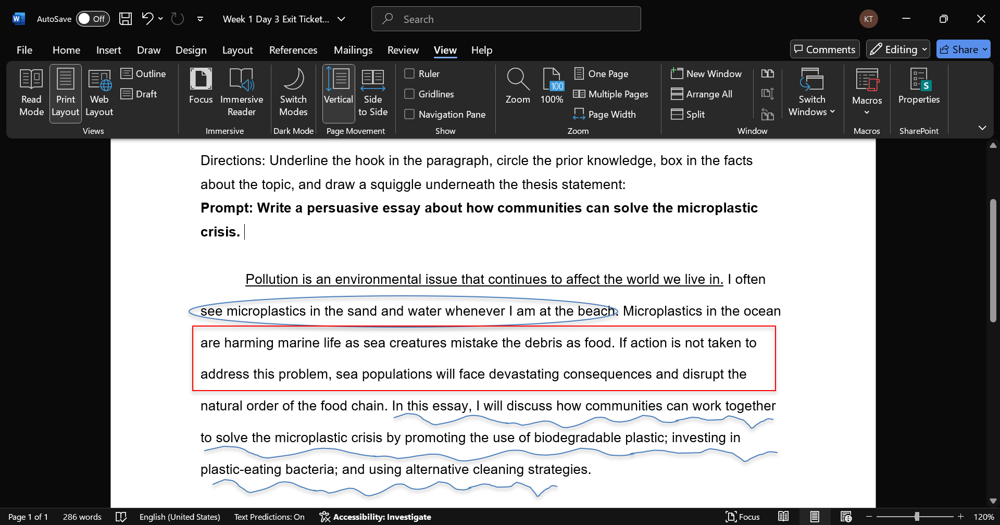 AutoSave Off Week 1 Day 3 Exit Ticket... Search KT
File Home Insert Draw Design Layout References Mailings Review View Help Comments Editing Share
Read Mode
Print Layout
Web Layout
Outline
Draft
Views
Focus
Immersive Reader
Immersive
Switch Modes
Dark Mode
Vertical
Side to Side
Page Movement
Ruler
Gridlines
Navigation Pane
Show
Zoom
100
100%
One Page
Multiple Pages
Page Width
Zoom
New Window
Arrange All
Split
Switch Windows
Window
Macros
Macros
S
Properties
SharePoint
Directions: Underline the hook in the paragraph, circle the prior knowledge, box in the facts
about the topic, and draw a squiggle underneath the thesis statement:
Prompt: Write a persuasive essay about how communities can solve the microplastic
crisis.
Pollution is an environmental issue that continues to affect the world we live in. I often
see microplastics in the sand and water whenever I am at the beach. Microplastics in the ocean
are harming marine life as sea creatures mistake the debris as food. If action is not taken to
address this problem, sea populations will face devastating consequences and disrupt the
natural order of the food chain. In this essay, I will discuss how communities can work together
to solve the microplastic crisis by promoting the use of biodegradable plastic; investing in
plastic-eating bacteria; and using alternative cleaning strategies.
Page 1 of 1 286 words English (United States) Text Predictions: On Accessibility: Investigate Focus 120%